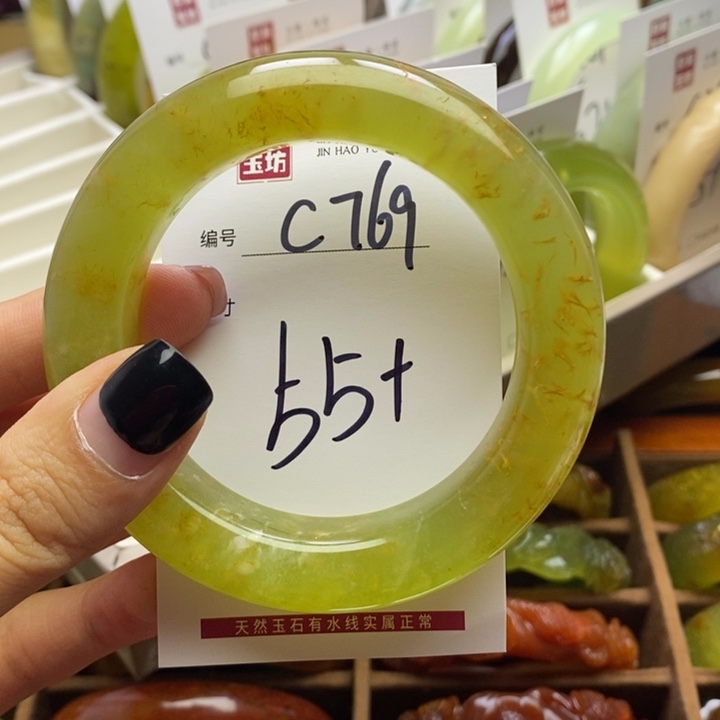 玉坊
JIN HAO YU
编号 C769
寸
55+
天然玉石有水线实属正常